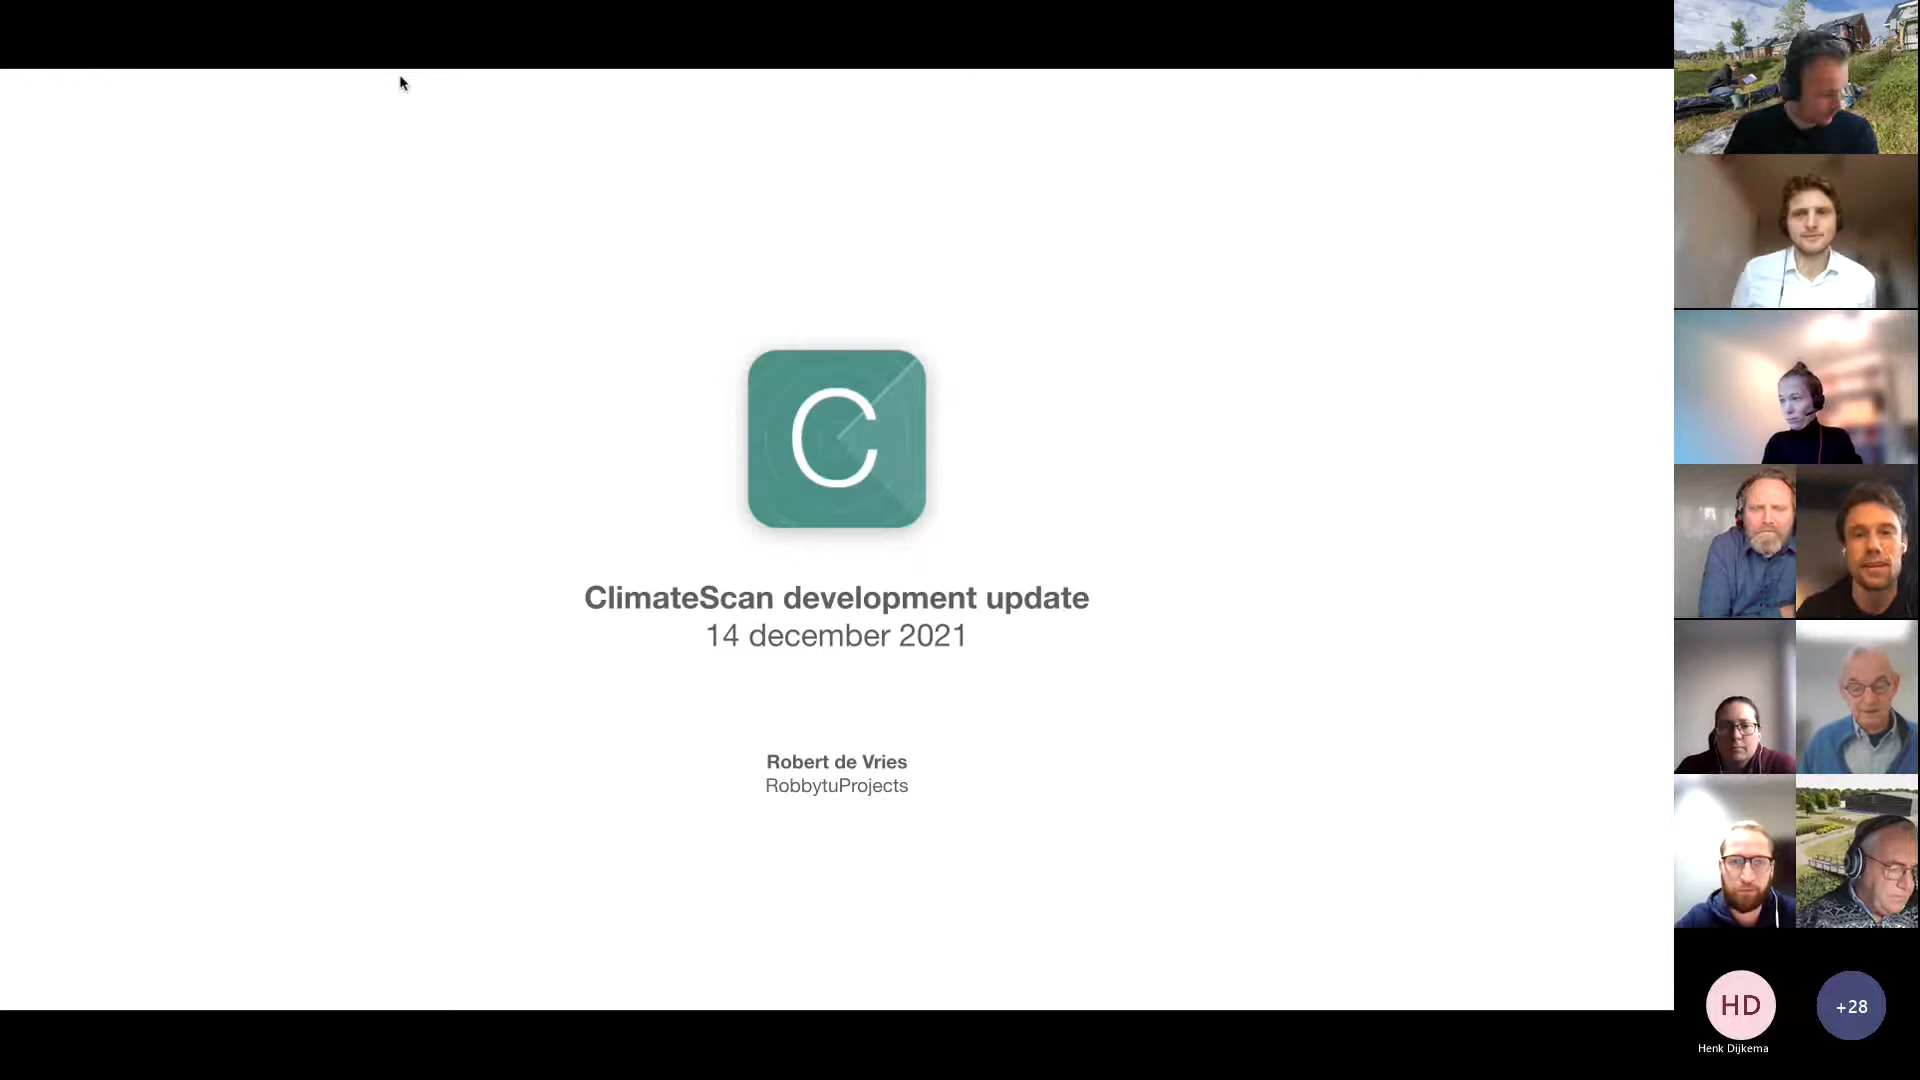 C
ClimateScan development update
14 december 2021
Robert de Vries
RobbytuProjects
HD
+28
Henk Dijkema